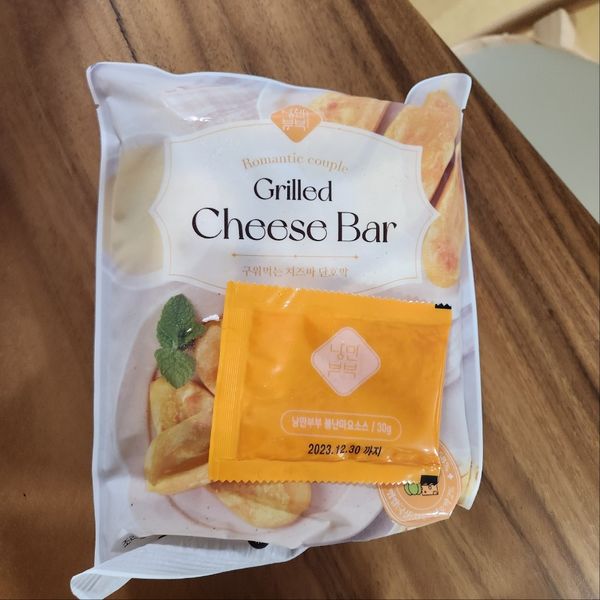 Romantic couple
Grilled
Cheese Bar
구워먹는 치즈바 단호박
낭만
부부
낭만부부 불난마요소스 / 30g
2023.12.30 까지